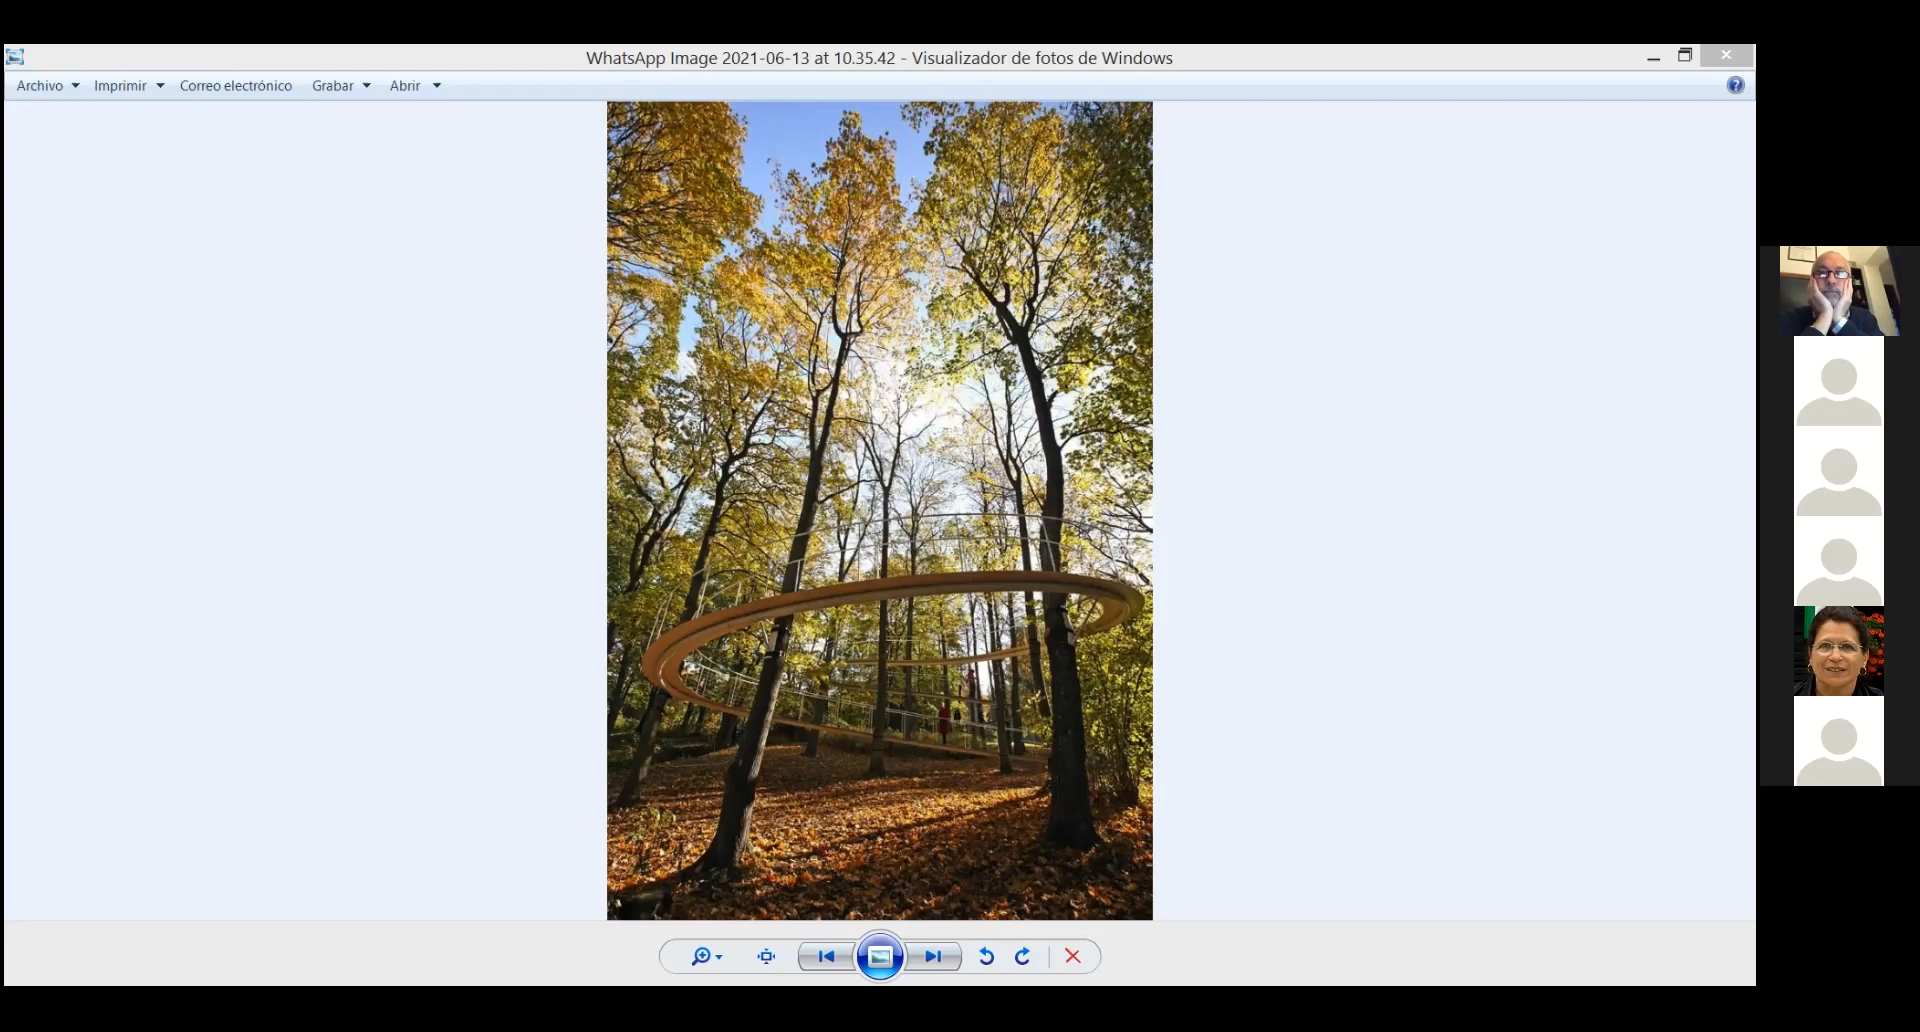 WhatsApp Image 2021-06-13 at 10.35.42 - Visualizador de fotos de Windows
Archivo Imprimir Correo electrónico Grabar Abrir